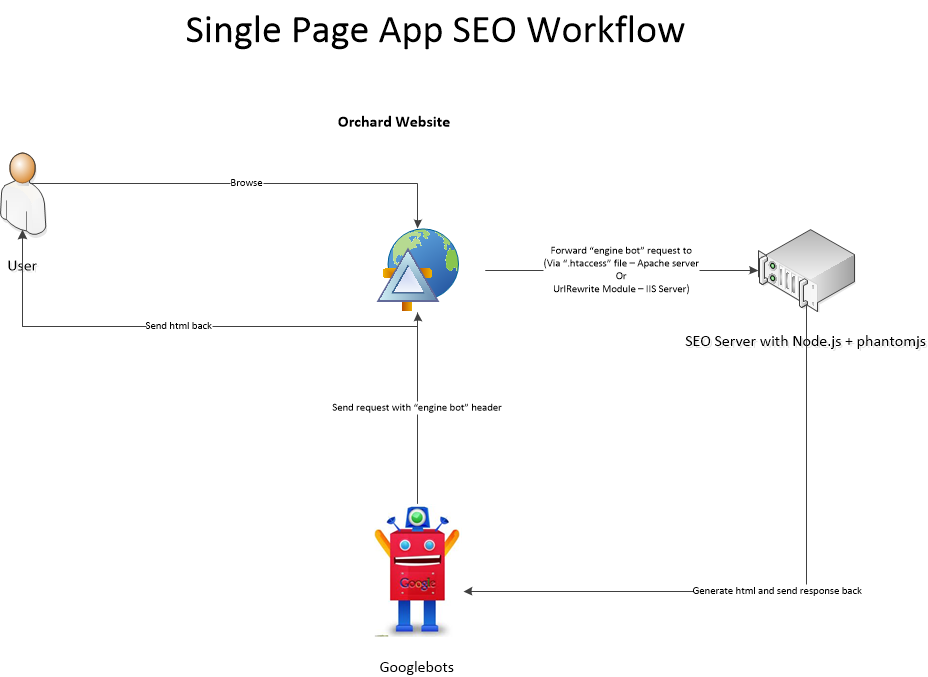 Single Page App SEO Workflow
Orchard Website
Browse
User
Forward “engine bot” request to
(Via “.htaccess” file – Apache server
Or
UrlRewrite Module – IIS Server)
Send html back
SEO Server with Node.js + phantomjs
Send request with “engine bot” header
Google
Generate html and send response back
Googlebots